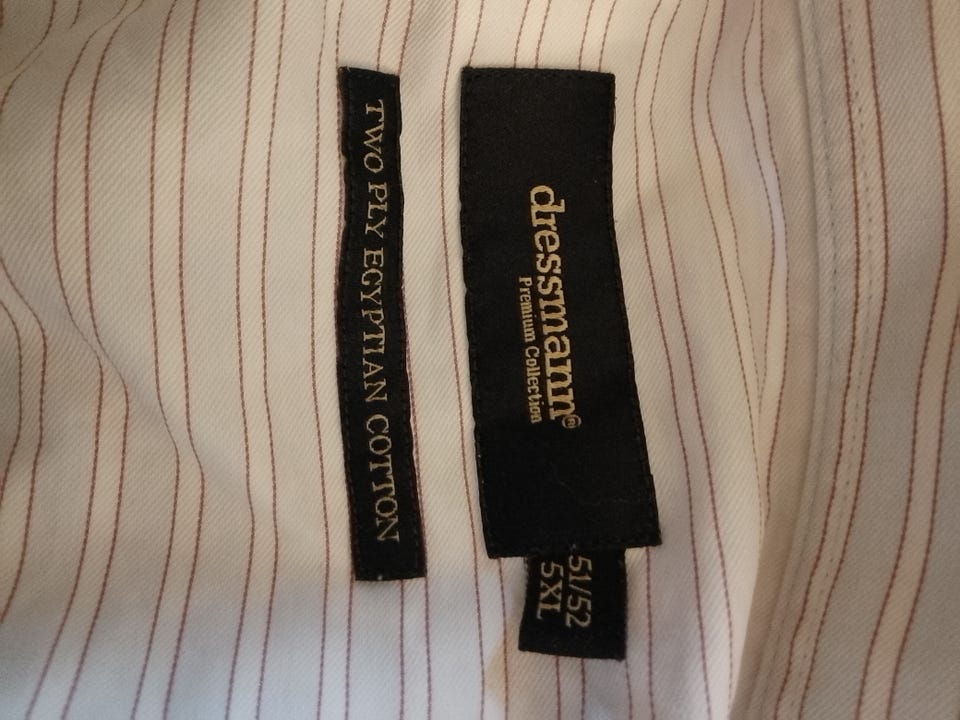 dressmann®
Premium Collection
51/52
5XL
TWO PLY EGYPTIAN COTTON